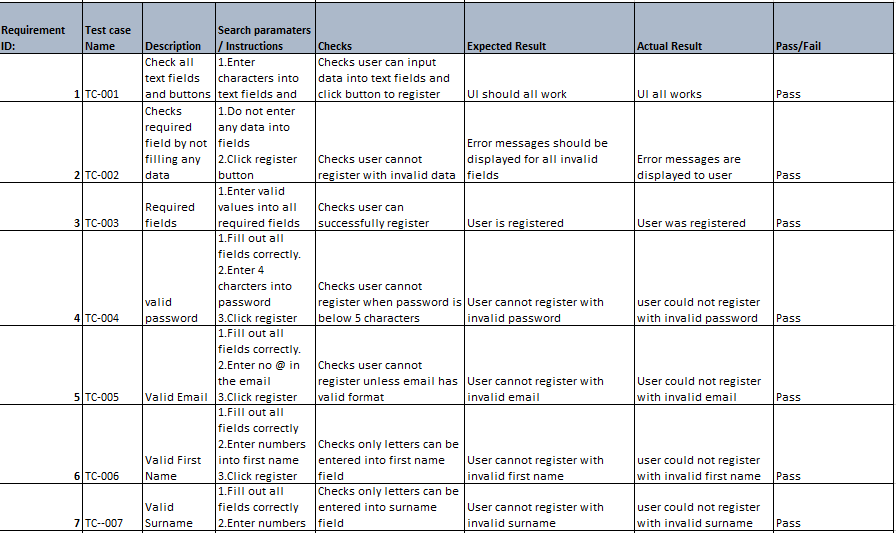 Requirement ID: Test case Name Description Search paramaters / Instructions Checks Expected Result Actual Result Pass/Fail
1 TC-001 Check all text fields and buttons 1.Enter characters into text fields and Checks user can input data into text fields and click button to register UI should all work UI all works Pass
2 TC-002 Checks required field by not filling any data 1.Do not enter any data into fields 2.Click register button Checks user cannot register with invalid data Error messages should be displayed for all invalid fields Error messages are displayed to user Pass
3 TC-003 Required fields 1.Enter valid values into all required fields Checks user can successfully register User is registered User was registered Pass
4 TC-004 valid password 1.Fill out all fields correctly. 2.Enter 4 charcters into password 3.Click register Checks user cannot register when password is below 5 characters User cannot register with invalid password user could not register with invalid password Pass
5 TC-005 Valid Email 1.Fill out all fields correctly. 2.Enter no @ in the email 3.Click register Checks user cannot register unless email has valid format User cannot register with invalid email User could not register with invalid email Pass
6 TC-006 Valid First Name 1.Fill out all fields correctly 2.Enter numbers into first name 3.Click register Checks only letters can be entered into first name field User cannot register with invalid first name user could not register with invalid first name Pass
7 TC--007 Valid Surname 1.Fill out all fields correctly 2.Enter numbers Checks only letters can be entered into surname field User cannot register with invalid surname user could not register with invalid surname Pass